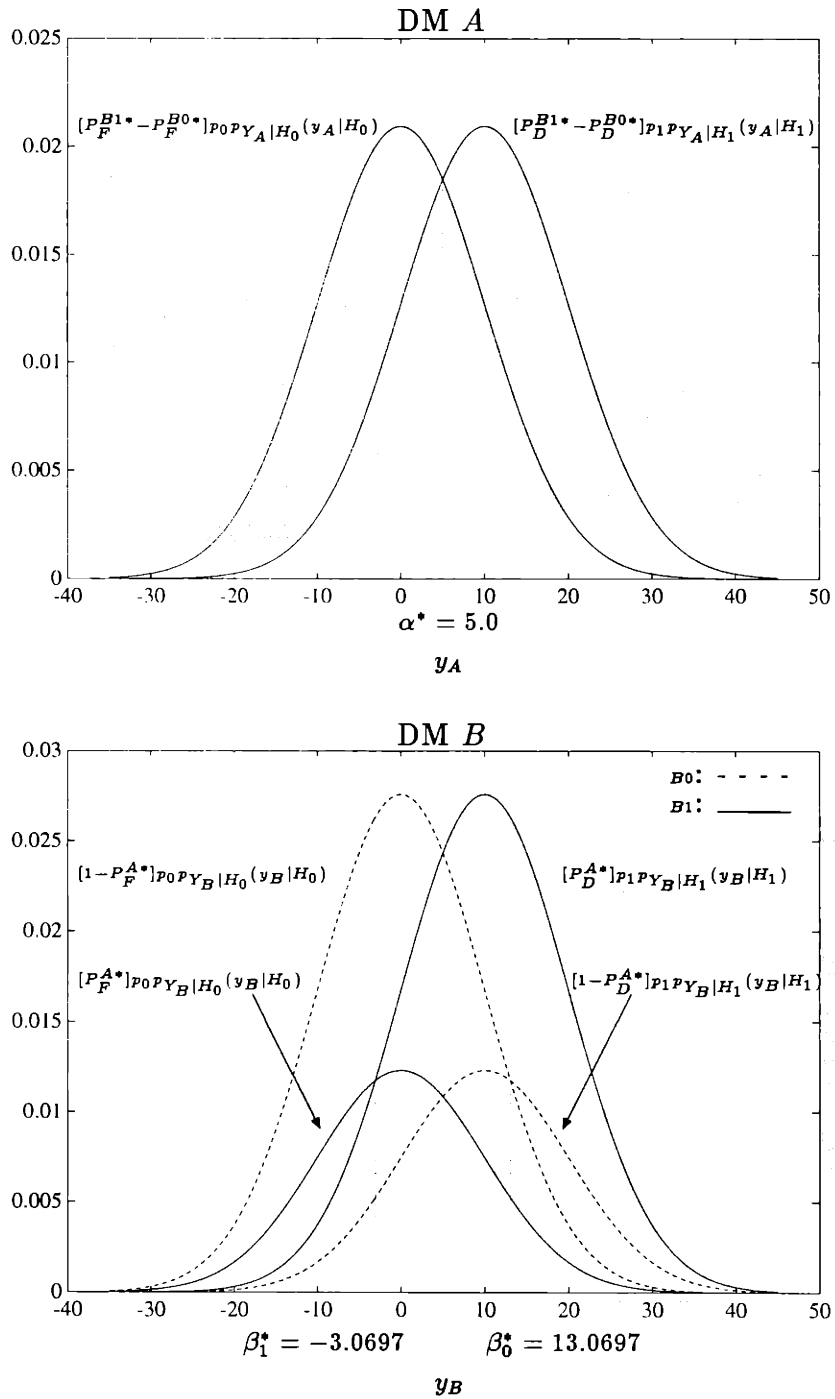 DM A
0.025
[P_F^{B1*}−P_F^{B0*}]p_0 p_{Y_A|H_0}(y_A|H_0)
[P_D^{B1*}−P_D^{B0*}]p_1 p_{Y_A|H_1}(y_A|H_1)
0.02
0.015
0.01
0.005
0
-40 -30 -20 -10 0 10 20 30 40 50
α* = 5.0
y_A
DM B
0.03
B0:
B1:
0.025
[1−P_F^{A*}]p_0 p_{Y_B|H_0}(y_B|H_0)
[P_D^{A*}]p_1 p_{Y_B|H_1}(y_B|H_1)
0.02
[P_F^{A*}]p_0 p_{Y_B|H_0}(y_B|H_0)
[1−P_D^{A*}]p_1 p_{Y_B|H_1}(y_B|H_1)
0.015
0.01
0.005
0
-40 -30 -20 -10 0 10 20 30 40 50
β_1^* = −3.0697 β_0^* = 13.0697
y_B